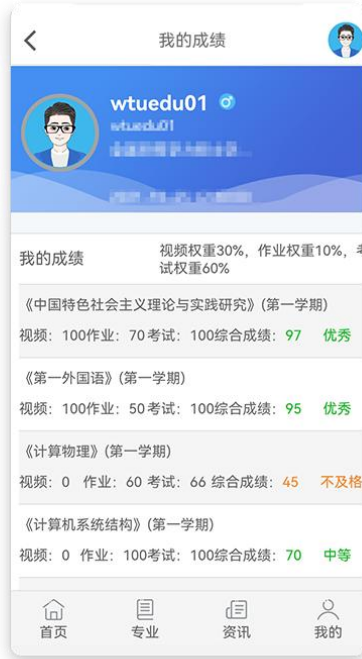 我的成绩
wtuedu01
wtuedu01
我的成绩
视频权重30%，作业权重10%，考
试权重60%
《中国特色社会主义理论与实践研究》(第一学期)
视频：100作业：70考试：100综合成绩：97 优秀
《第一外国语》(第一学期)
视频：100作业：50考试：100综合成绩：95 优秀
《计算物理》(第一学期)
视频：0 作业：60考试：66综合成绩：45 不及格
《计算机系统结构》(第一学期)
视频：0 作业：100考试：100综合成绩：70 中等
首页 专业 资讯 我的